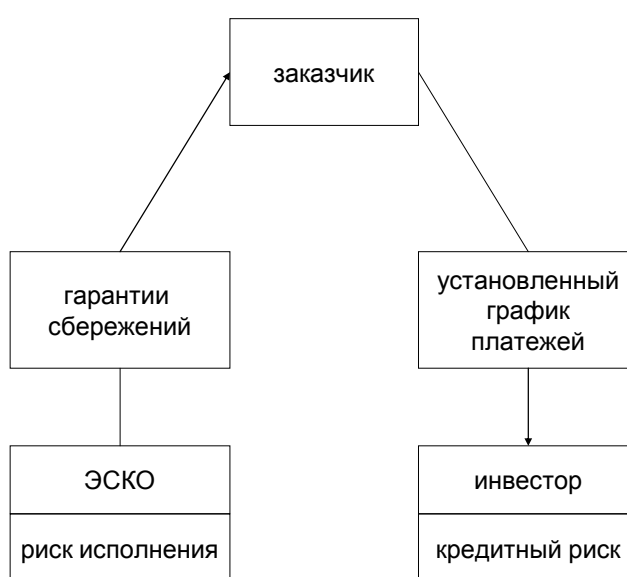 заказчик
гарантии
сбережений
установленный
график
платежей
ЭСКО
инвестор
риск исполнения
кредитный риск